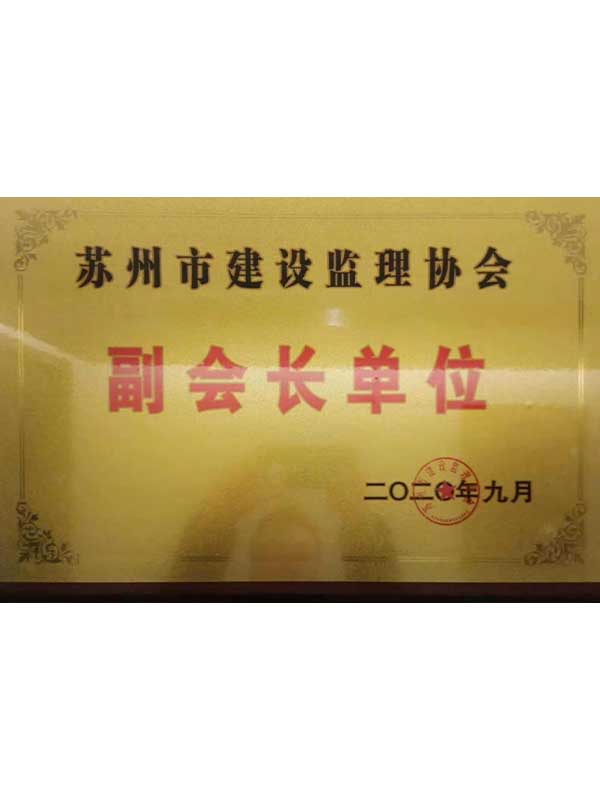 苏州市建设监理协会
副会长单位
二〇二〇年九月